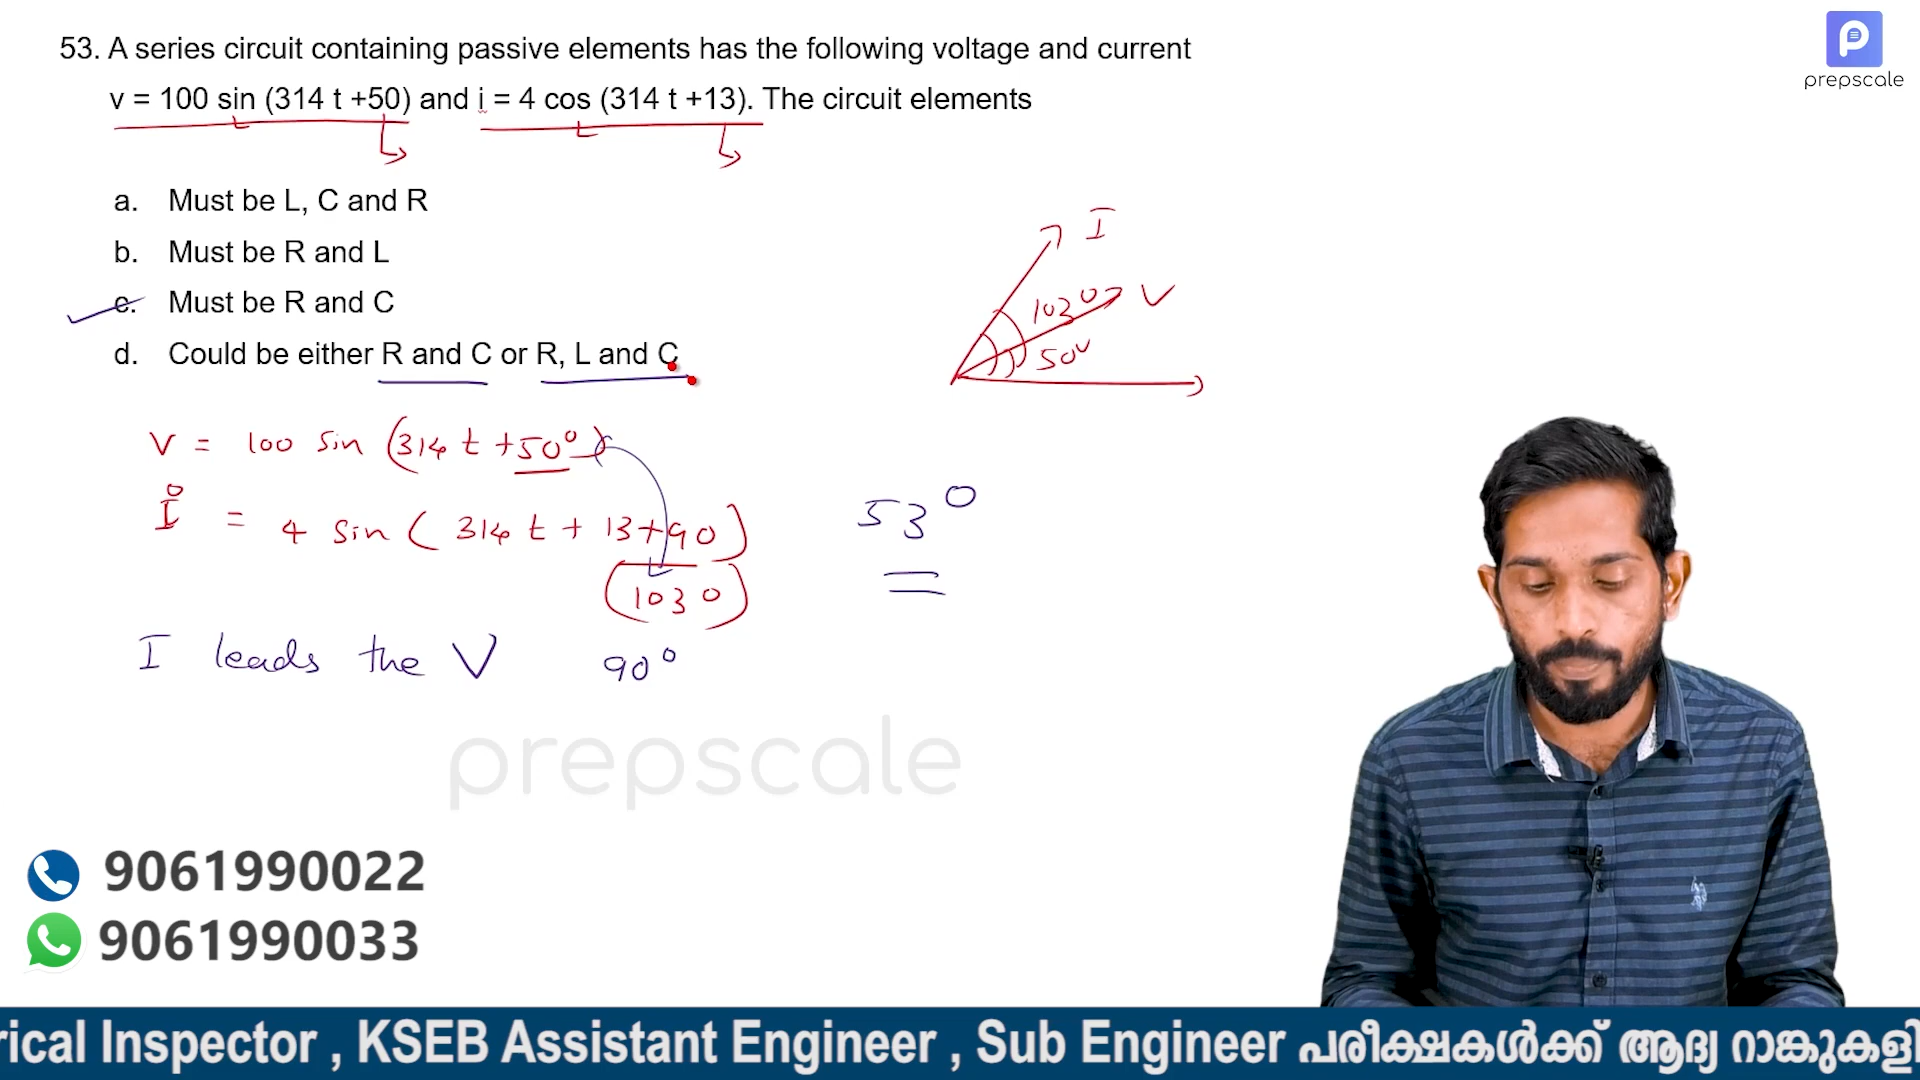 53. A series circuit containing passive elements has the following voltage and current
v = 100 sin (314 t +50) and i = 4 cos (314 t +13). The circuit elements
prepscale
a. Must be L, C and R
b. Must be R and L
c. Must be R and C
d. Could be either R and C or R, L and C
I
103° V
50°
V = 100 sin (314 t + 50°)
i = 4 sin ( 314 t + 13 + 90 )
(103°)
53°
I leads the V 90°
prepscale
9061990022
9061990033
rical Inspector , KSEB Assistant Engineer , Sub Engineer പരീക്ഷകൾക്ക് ആദ്യ റാങ്കുകളി